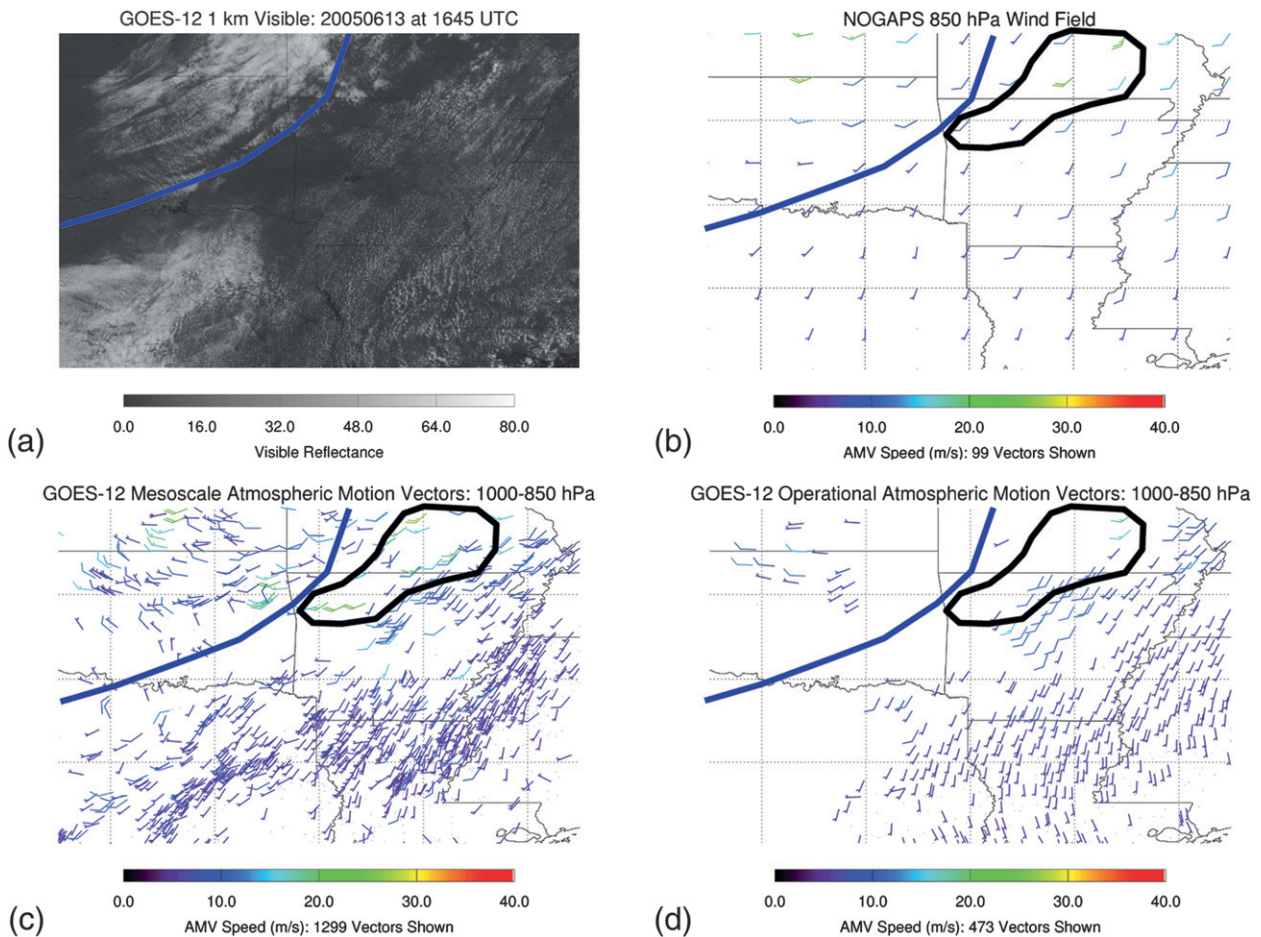 GOES-12 1 km Visible: 20050613 at 1645 UTC
0.0 16.0 32.0 48.0 64.0 80.0
Visible Reflectance
(a)
NOGAPS 850 hPa Wind Field
0.0 10.0 20.0 30.0 40.0
AMV Speed (m/s): 99 Vectors Shown
(b)
GOES-12 Mesoscale Atmospheric Motion Vectors: 1000-850 hPa
0.0 10.0 20.0 30.0 40.0
AMV Speed (m/s): 1299 Vectors Shown
(c)
GOES-12 Operational Atmospheric Motion Vectors: 1000-850 hPa
0.0 10.0 20.0 30.0 40.0
AMV Speed (m/s): 473 Vectors Shown
(d)